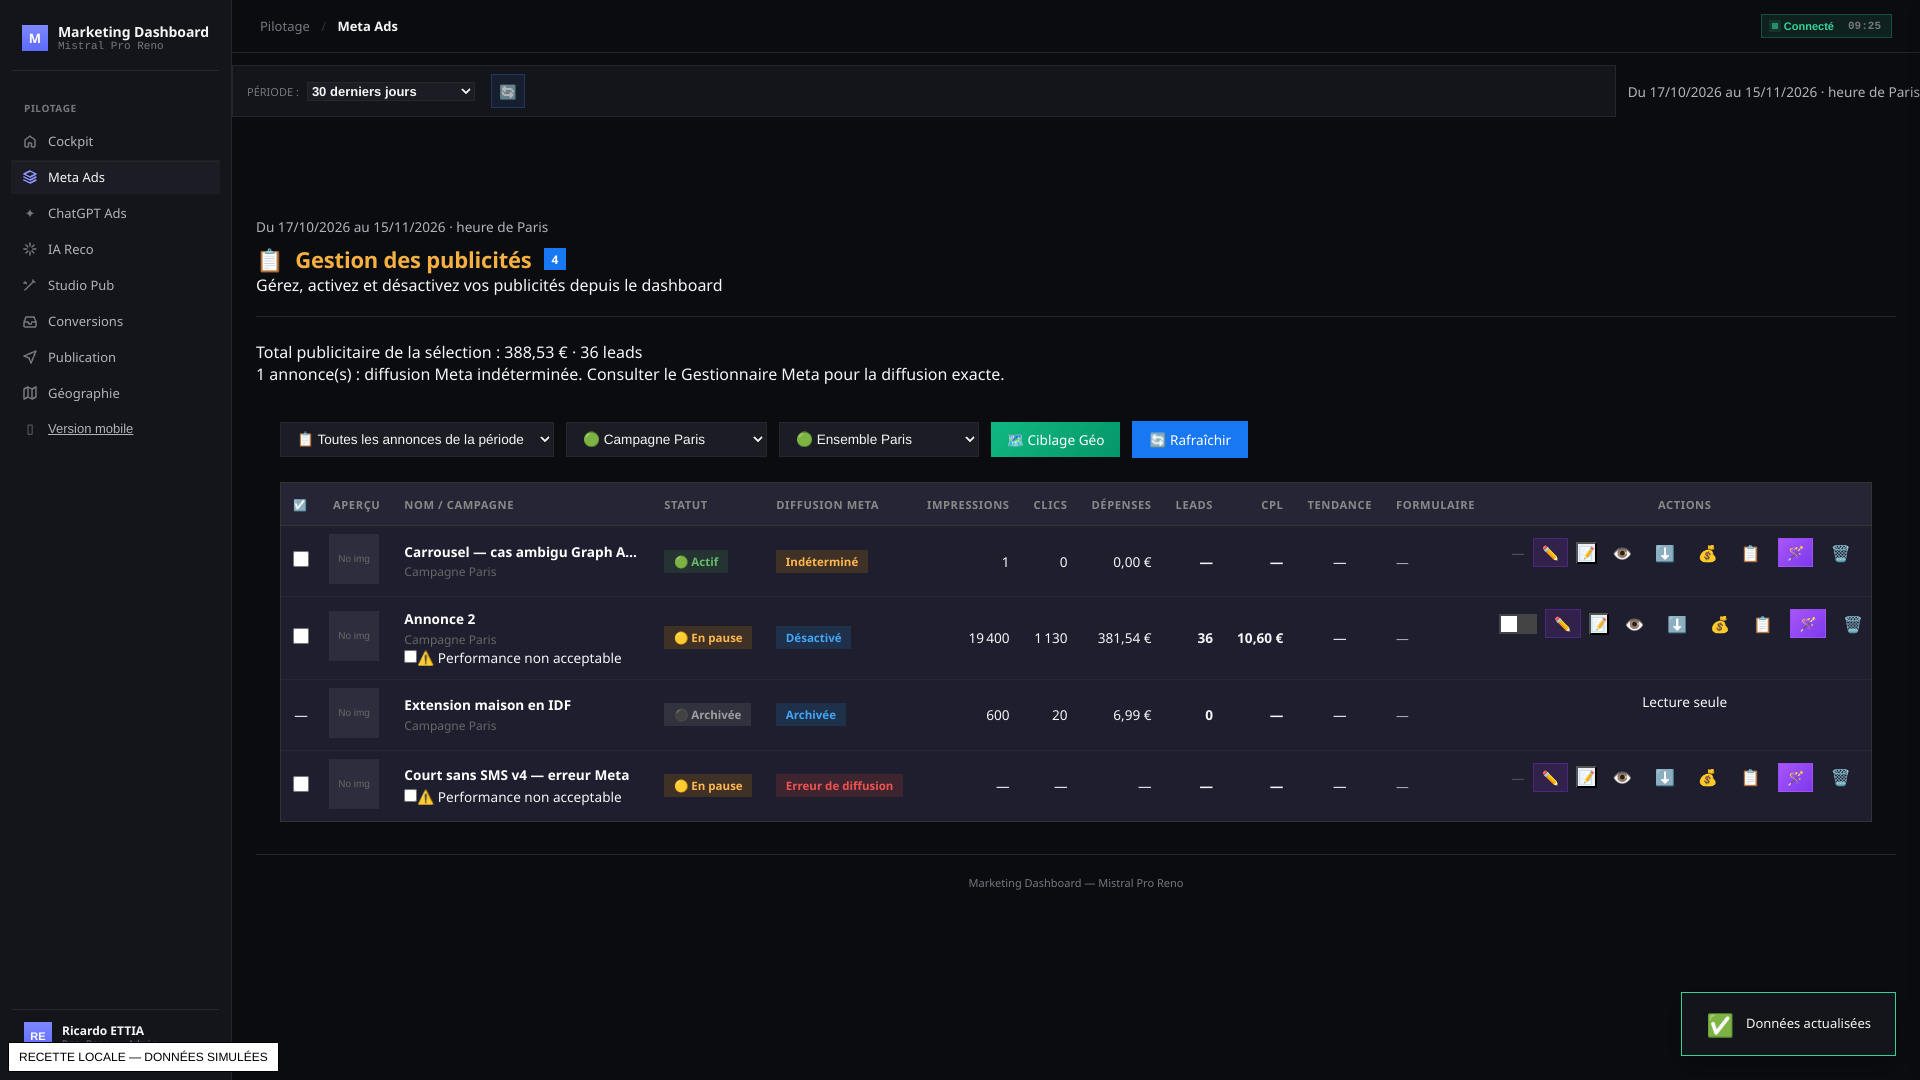 M Marketing Dashboard
Mistral Pro Reno
PILOTAGE
Cockpit
Meta Ads
ChatGPT Ads
IA Reco
Studio Pub
Conversions
Publication
Géographie
Version mobile
RE Ricardo ETTIA
RECETTE LOCALE — DONNÉES SIMULÉES
Pilotage / Meta Ads
Connecté 09:25
PÉRIODE : 30 derniers jours
Du 17/10/2026 au 15/11/2026 · heure de Paris
Du 17/10/2026 au 15/11/2026 · heure de Paris
Gestion des publicités 4
Gérez, activez et désactivez vos publicités depuis le dashboard
Total publicitaire de la sélection : 388,53 € · 36 leads
1 annonce(s) : diffusion Meta indéterminée. Consulter le Gestionnaire Meta pour la diffusion exacte.
Toutes les annonces de la période Campagne Paris Ensemble Paris Ciblage Géo Rafraîchir
APERÇU NOM / CAMPAGNE STATUT DIFFUSION META IMPRESSIONS CLICS DÉPENSES LEADS CPL TENDANCE FORMULAIRE ACTIONS
No img Carrousel — cas ambigu Graph A... Actif Indéterminé 1 0 0,00 € — — — — —
Campagne Paris
No img Annonce 2 En pause Désactivé 19 400 1 130 381,54 € 36 10,60 € — —
Campagne Paris
⚠️ Performance non acceptable
— No img Extension maison en IDF Archivée Archivée 600 20 6,99 € 0 — — — Lecture seule
Campagne Paris
No img Court sans SMS v4 — erreur Meta En pause Erreur de diffusion — — — — — — — —
⚠️ Performance non acceptable
Marketing Dashboard — Mistral Pro Reno
Données actualisées